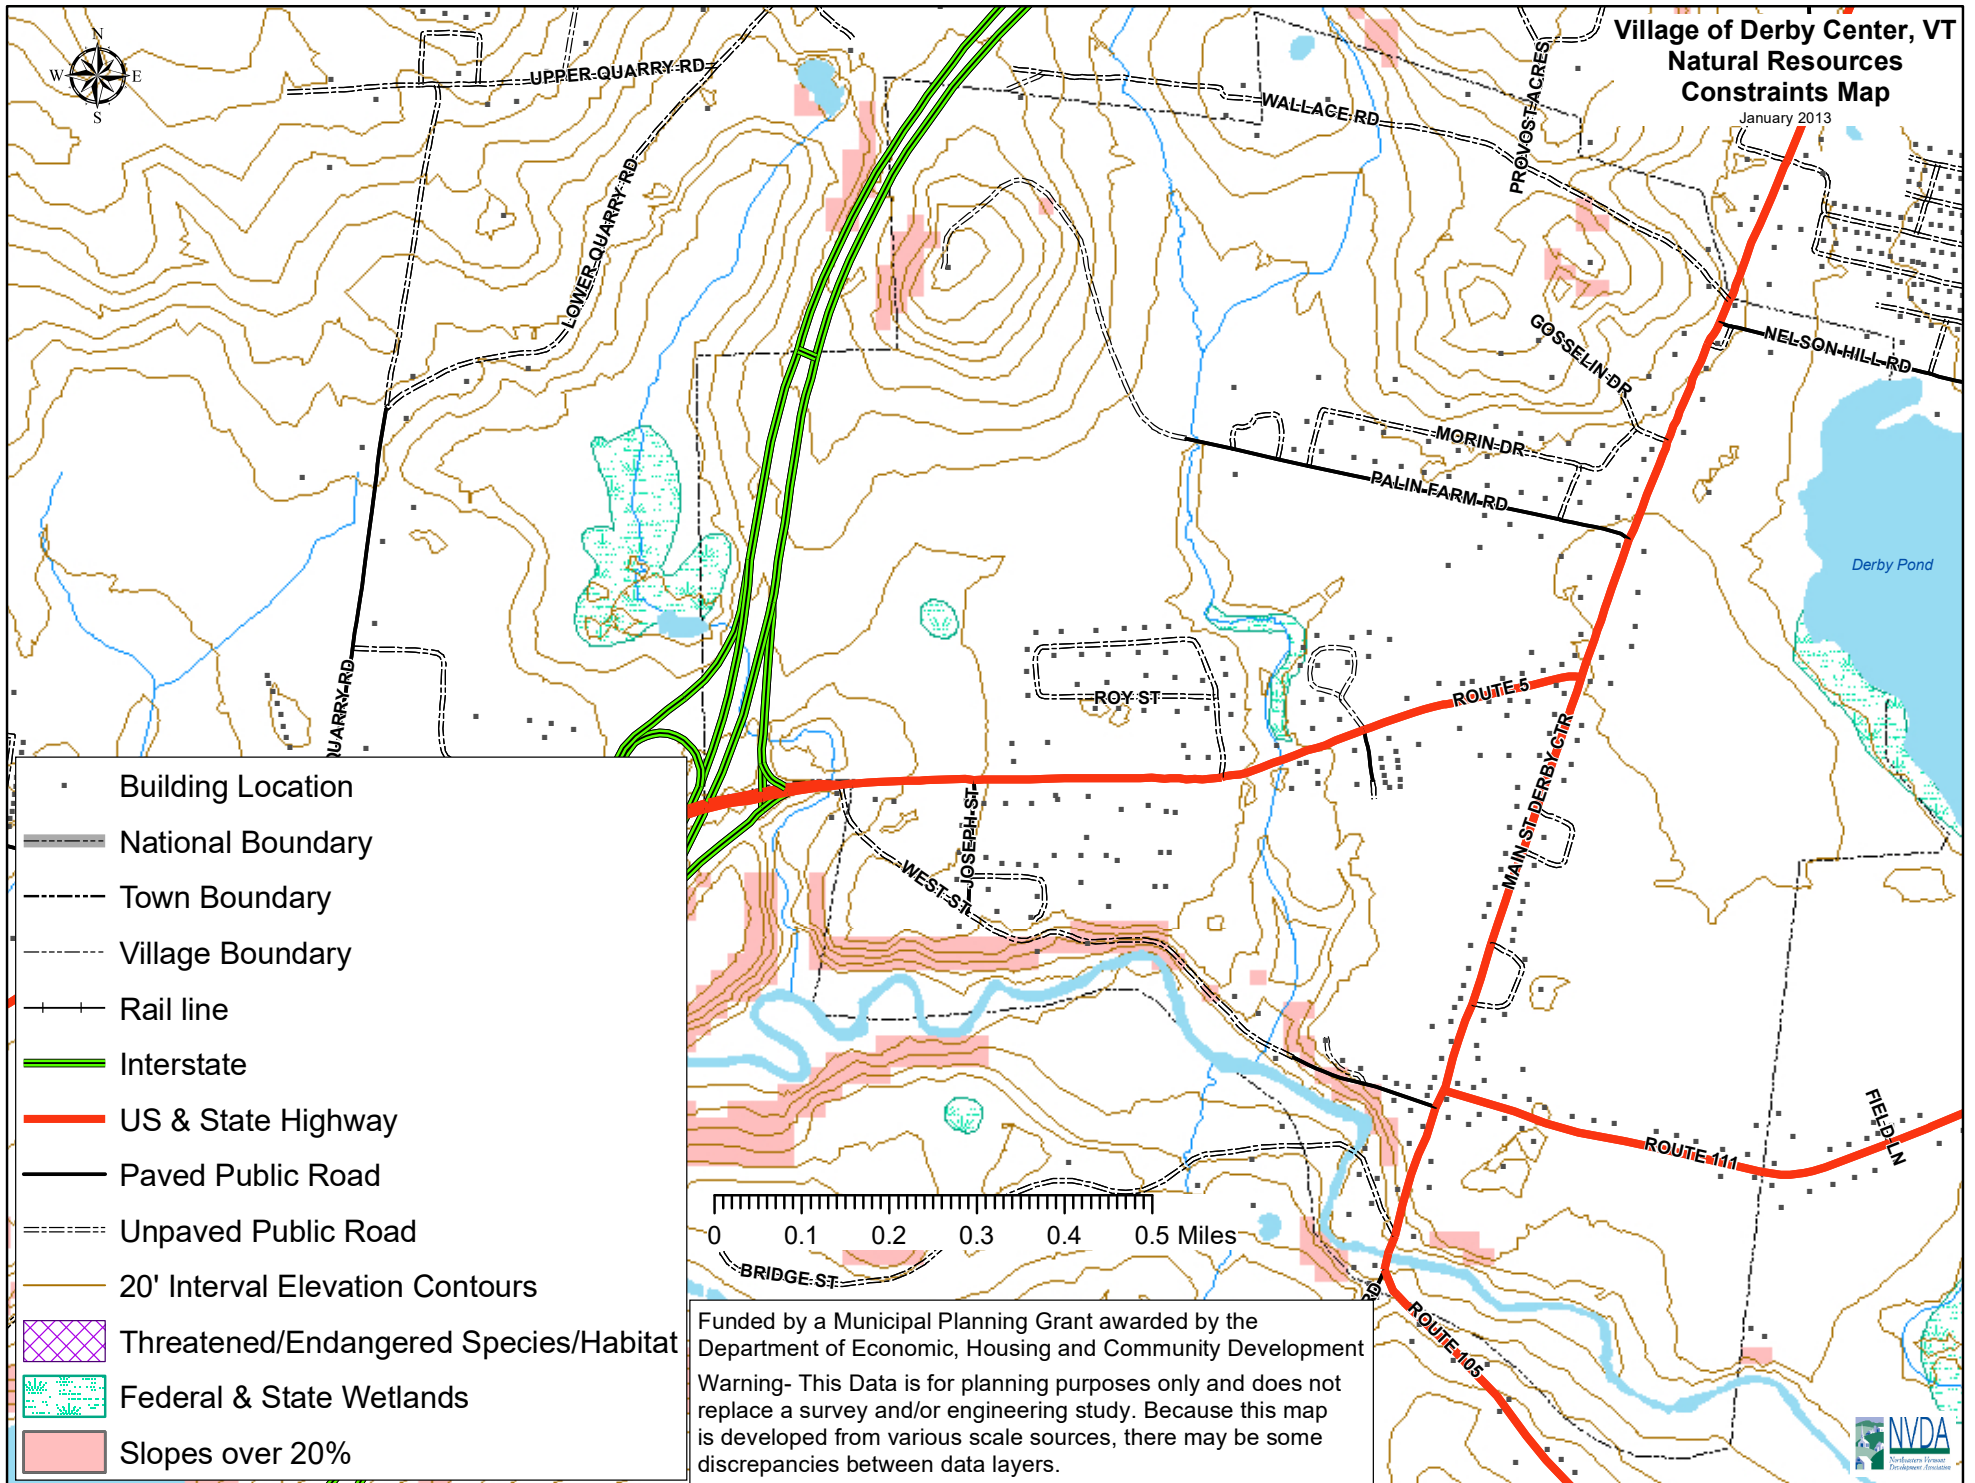 Village of Derby Center, VT
Natural Resources
Constraints Map
January 2013
N
W
E
S
UPPER QUARRY RD
WALLACE RD
PROVOST ACRES
LOWER QUARRY RD
GOSSELIN DR
NELSON HILL RD
MORIN DR
PALIN FARM RD
Derby Pond
QUARRY RD
ROY ST
ROUTE 5
MAIN ST DERBY CTR
JOSEPH ST
WEST ST
FIELD LN
ROUTE 111
BRIDGE ST
RD
ROUTE 105
Building Location
National Boundary
Town Boundary
Village Boundary
Rail line
Interstate
US & State Highway
Paved Public Road
Unpaved Public Road
20' Interval Elevation Contours
Threatened/Endangered Species/Habitat
Federal & State Wetlands
Slopes over 20%
0 0.1 0.2 0.3 0.4 0.5 Miles
Funded by a Municipal Planning Grant awarded by the
Department of Economic, Housing and Community Development
Warning- This Data is for planning purposes only and does not
replace a survey and/or engineering study. Because this map
is developed from various scale sources, there may be some
discrepancies between data layers.
NVDA
Northeastern Vermont
Development Association